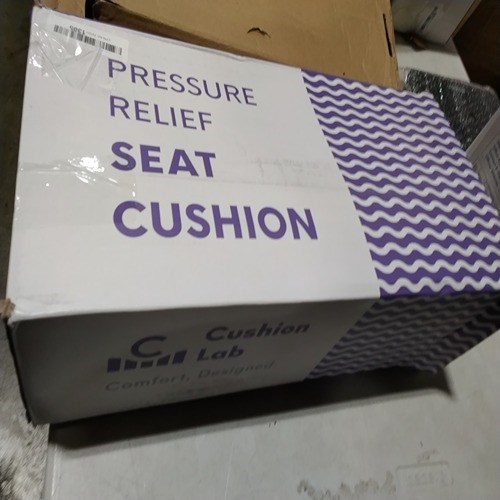 PRESSURE
RELIEF
SEAT
CUSHION
C
Cushion
Lab
Comfort, Designed